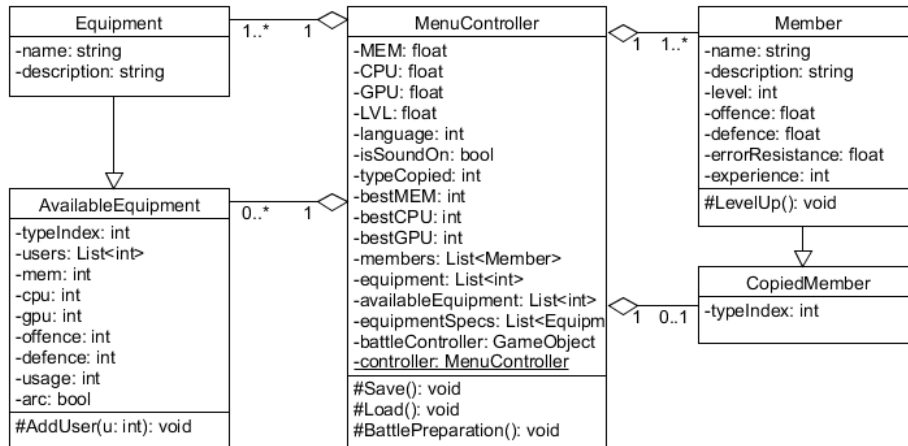 Equipment
-name: string
-description: string
1..*
1
MenuController
-MEM: float
-CPU: float
-GPU: float
-LVL: float
-language: int
-isSoundOn: bool
-typeCopied: int
-bestMEM: int
-bestCPU: int
-bestGPU: int
-members: List<Member>
-equipment: List<int>
-availableEquipment: List<int>
-equipmentSpecs: List<Equipm
-battleController: GameObject
-controller: MenuController
#Save(): void
#Load(): void
#BattlePreparation(): void
1
1..*
Member
-name: string
-description: string
-level: int
-offence: float
-defence: float
-errorResistance: float
-experience: int
#LevelUp(): void
AvailableEquipment
-typeIndex: int
-users: List<int>
-mem: int
-cpu: int
-gpu: int
-offence: int
-defence: int
-usage: int
-arc: bool
#AddUser(u: int): void
0..*
1
1
0..1
CopiedMember
-typeIndex: int